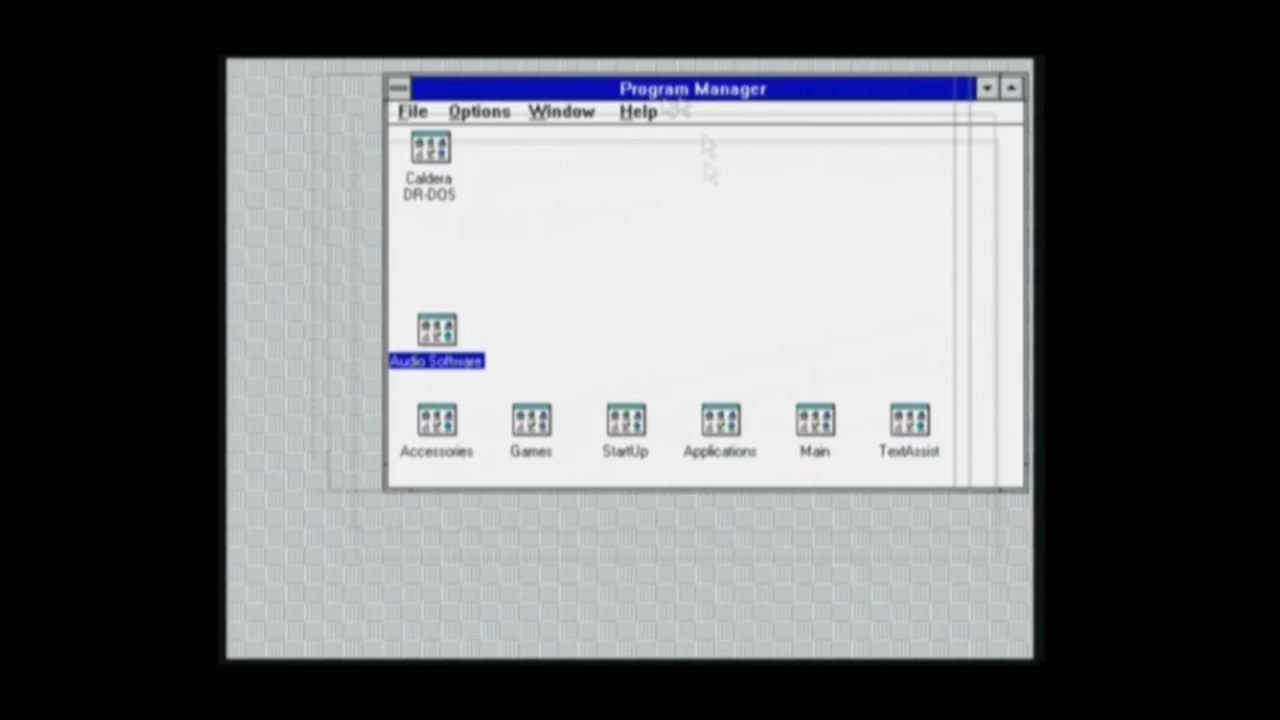 Program Manager
File Options Window Help
Caldera
DR-DOS
Audio Software
Accessories Games StartUp Applications Main TextAssist